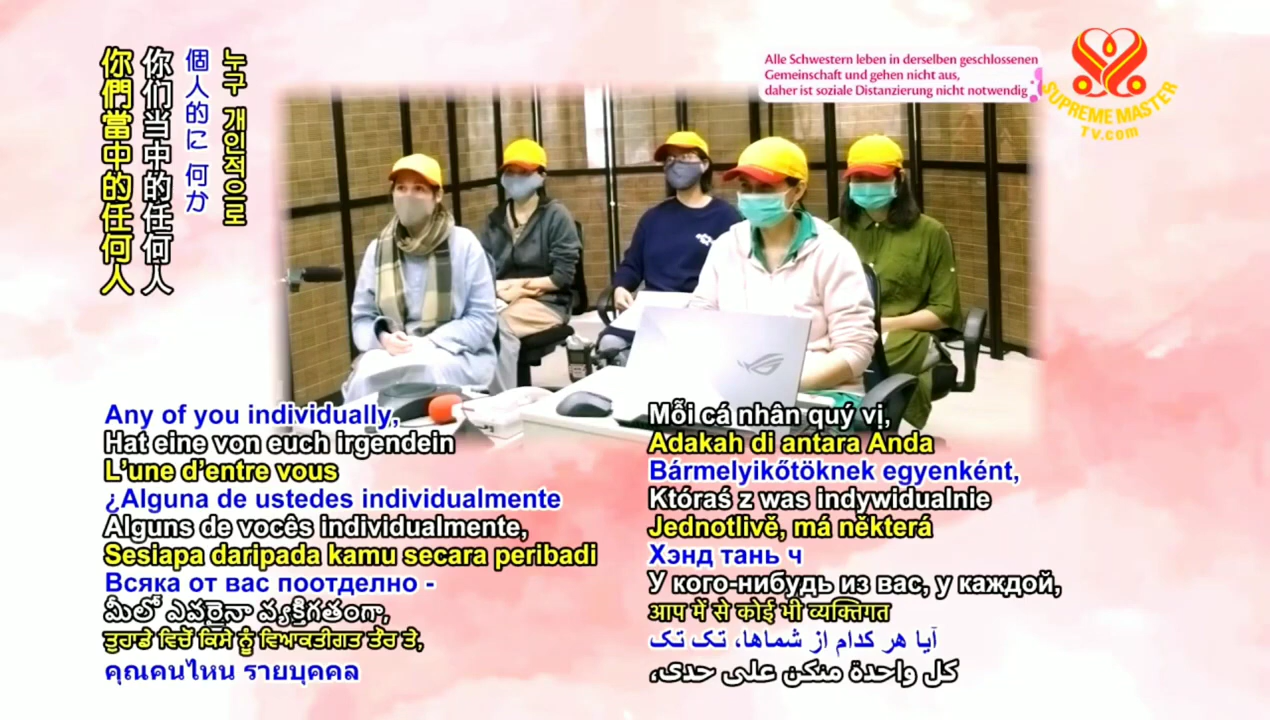 你們當中的任何人
你们当中的任何人
個人的に 何か
누구 개인적으로
Alle Schwestern leben in derselben geschlossenen
Gemeinschaft und gehen nicht aus,
daher ist soziale Distanzierung nicht notwendig
SUPREME MASTER
TV.com
Any of you individually,
Hat eine von euch irgendein
L'une d'entre vous
¿Alguna de ustedes individualmente
Alguns de vocês individualmente,
Sesiapa daripada kamu secara peribadi
Всяка от вас поотделно -
మీలో ఎవరైనా వ్యక్తిగతంగా,
ਤੁਹਾਡੇ ਵਿਚੋਂ ਕਿਸੇ ਨੂੰ ਵਿਆਕਤੀਗਤ ਤੌਰ ਤੇ,
คุณคนไหน รายบุคคล
Mỗi cá nhân quý vị,
Adakah di antara Anda
Bármelyikőtöknek egyenként,
Któraś z was indywidualnie
Jednotlivě, má některá
Хэнд тань ч
У кого-нибудь из вас, у каждой,
आप में से कोई भी व्यक्तिगत
آیا هر کدام از شماها، تک تک
كل واحدة منكن على حدى،